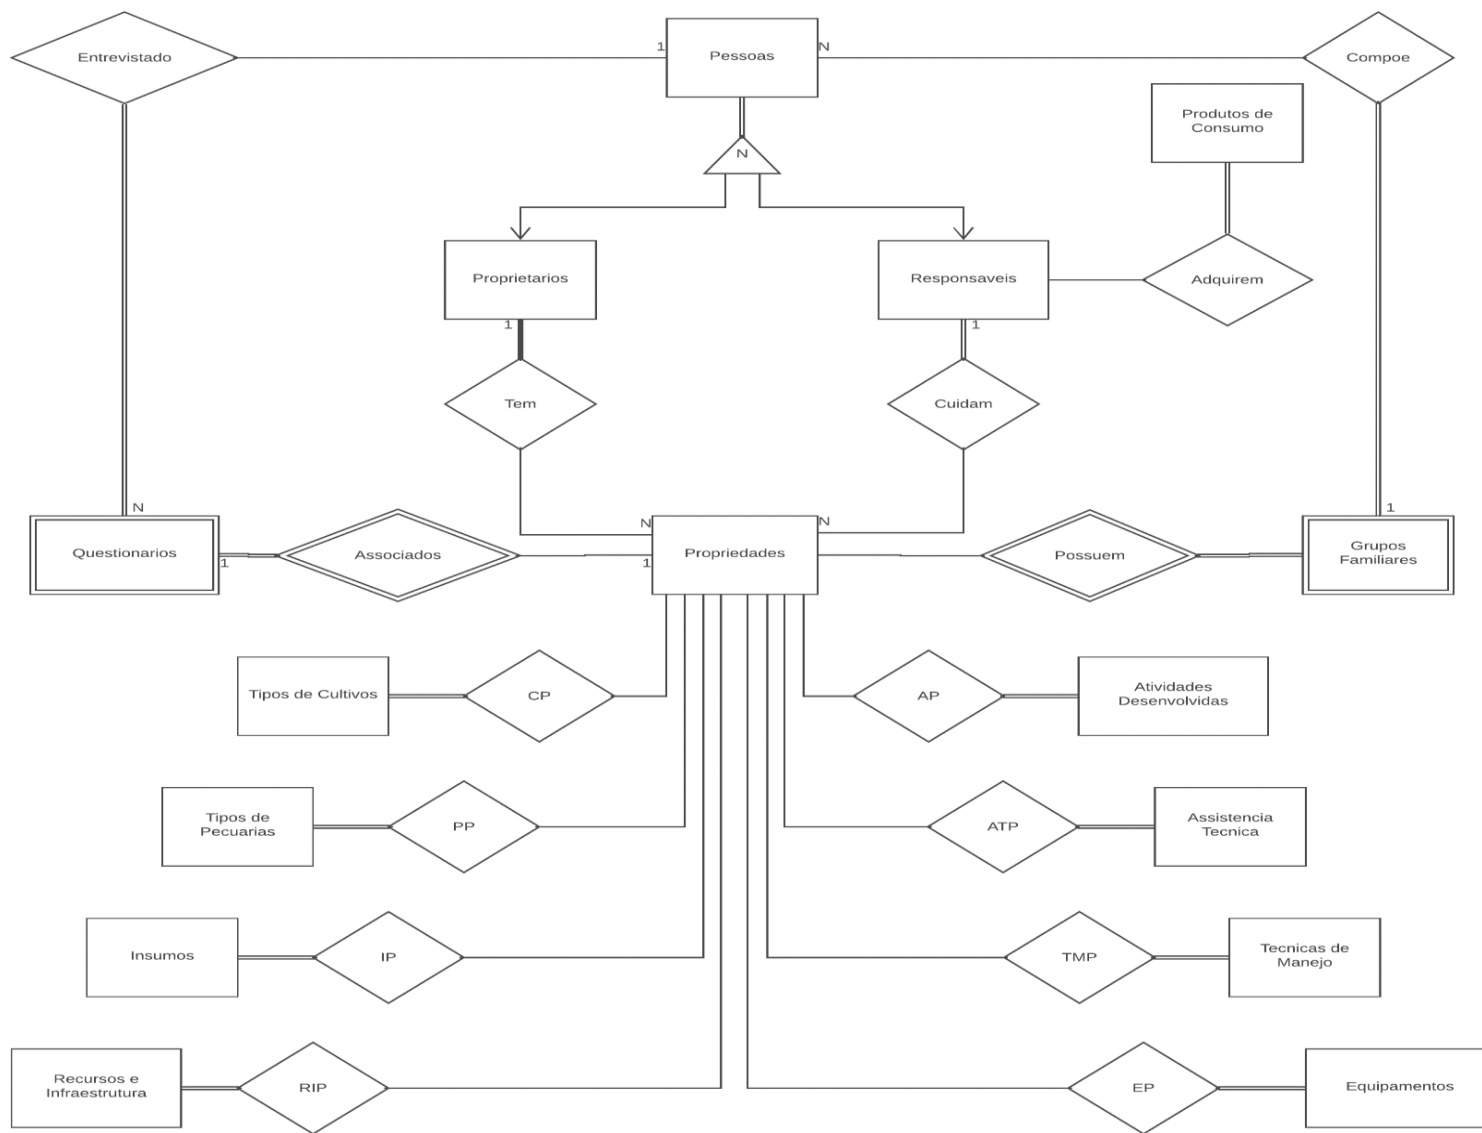 Entrevistado
1
Pessoas
N
Compoe
Produtos de
Consumo
N
Proprietarios
Responsaveis
Adquirem
1
1
Tem
Cuidam
N
1
N
N
Questionarios
1
Associados
1
Propriedades
Possuem
Grupos
Familiares
Tipos de Cultivos
CP
AP
Atividades
Desenvolvidas
Tipos de
Pecuarias
PP
ATP
Assistencia
Tecnica
Insumos
IP
TMP
Tecnicas de
Manejo
Recursos e
Infraestrutura
RIP
EP
Equipamentos